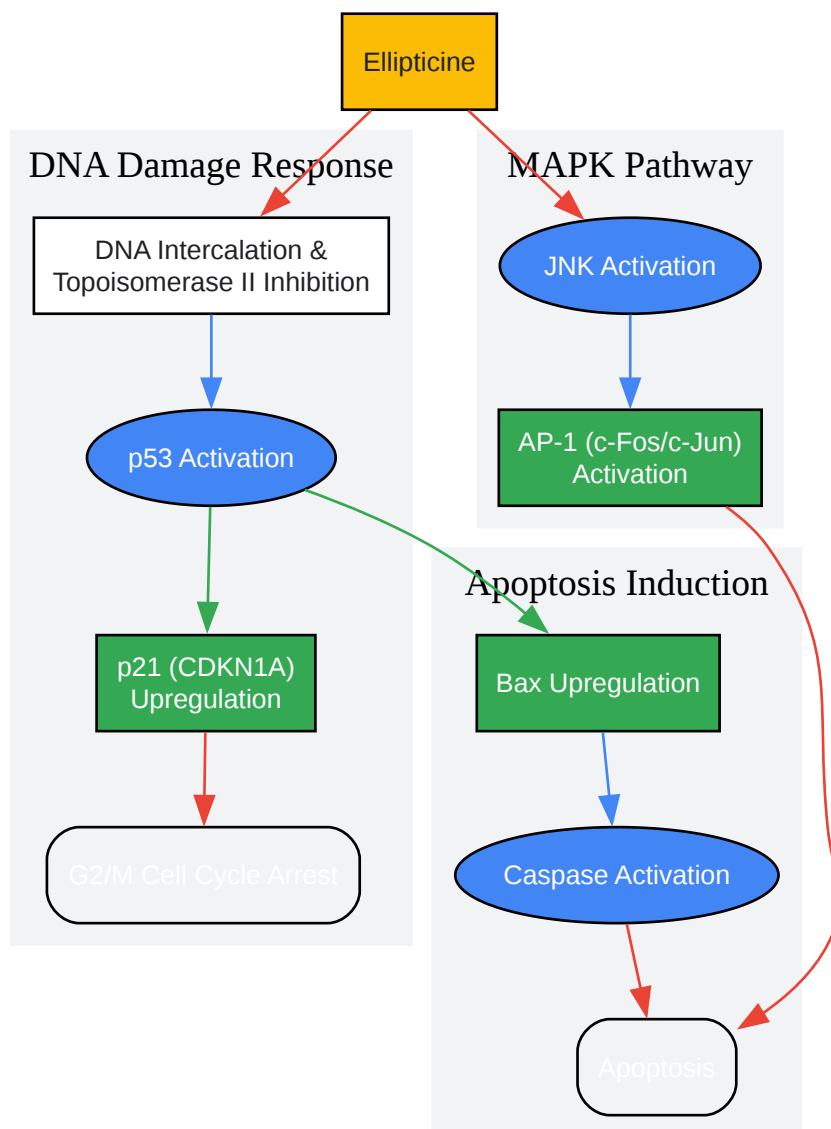 Ellipticine
DNA Damage Response
MAPK Pathway
DNA Intercalation &
Topoisomerase II Inhibition
JNK Activation
p53 Activation
AP-1 (c-Fos/c-Jun)
Activation
Apoptosis Induction
p21 (CDKN1A)
Upregulation
Bax Upregulation
G2/M Cell Cycle Arrest
Caspase Activation
Apoptosis